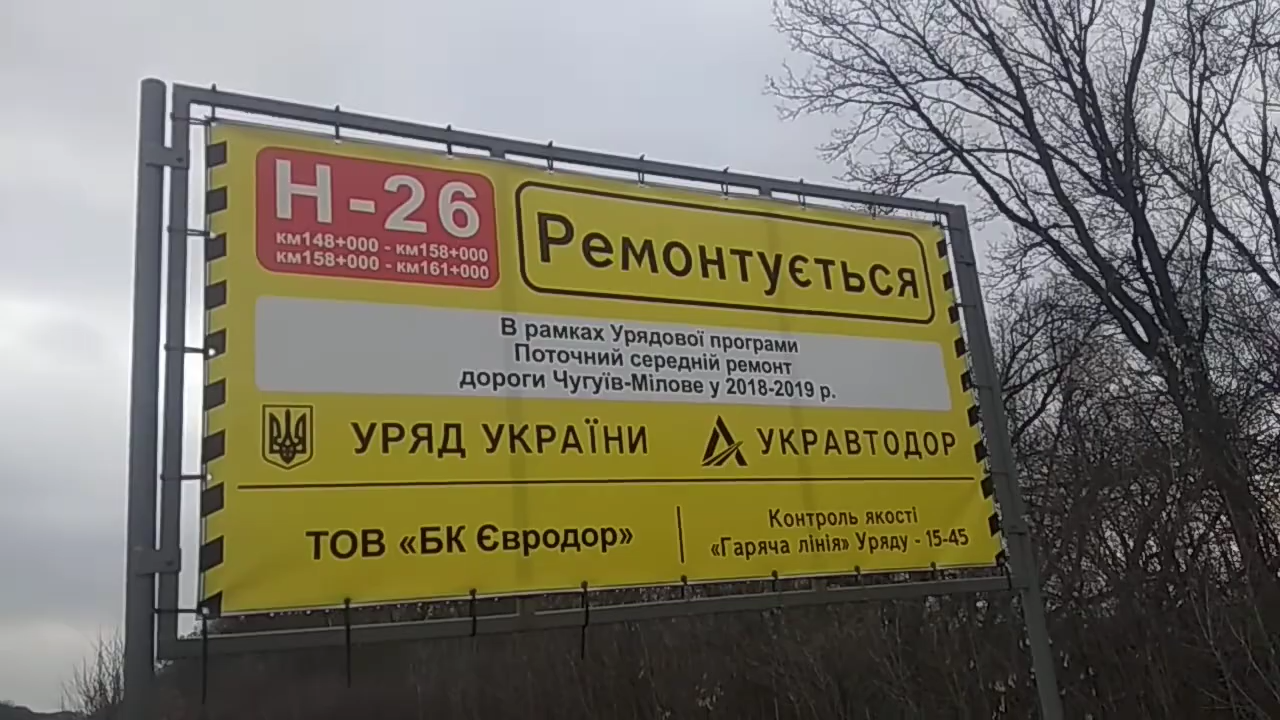 Н-26
км148+000 - км158+000
км158+000 - км161+000
Ремонтується
В рамках Урядової програми
Поточний середній ремонт
дороги Чугуїв-Мілове у 2018-2019 р.
УРЯД УКРАЇНИ
УКРАВТОДОР
ТОВ «БК Євродор»
Контроль якості
«Гаряча лінія» Уряду - 15-45